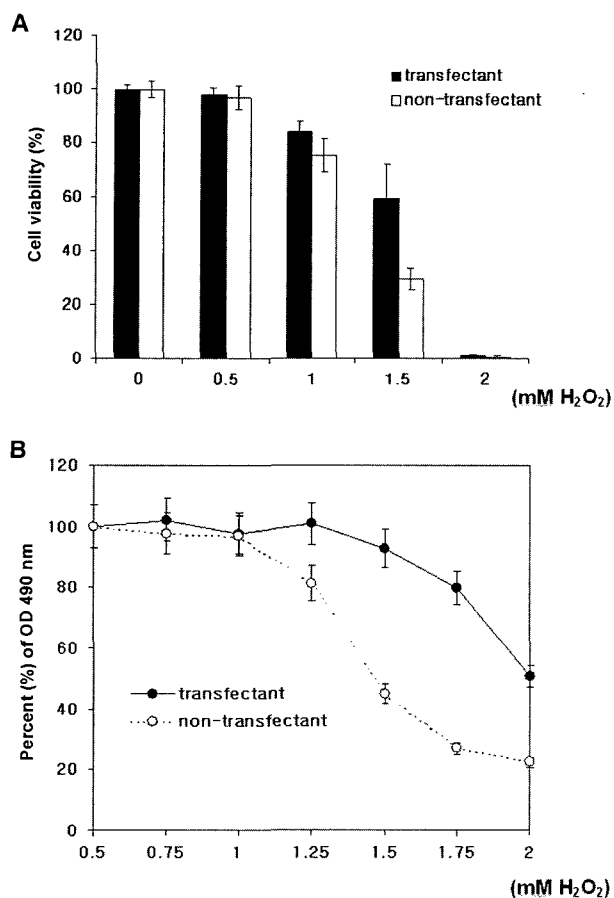 A
120
100
80
60
40
20
0
Cell viability (%)
transfectant
non-transfectant
0 0.5 1 1.5 2
(mM H₂O₂)
B
120
100
80
60
40
20
0
Percent (%) of OD 490 nm
transfectant
non-transfectant
0.5 0.75 1 1.25 1.5 1.75 2
(mM H₂O₂)